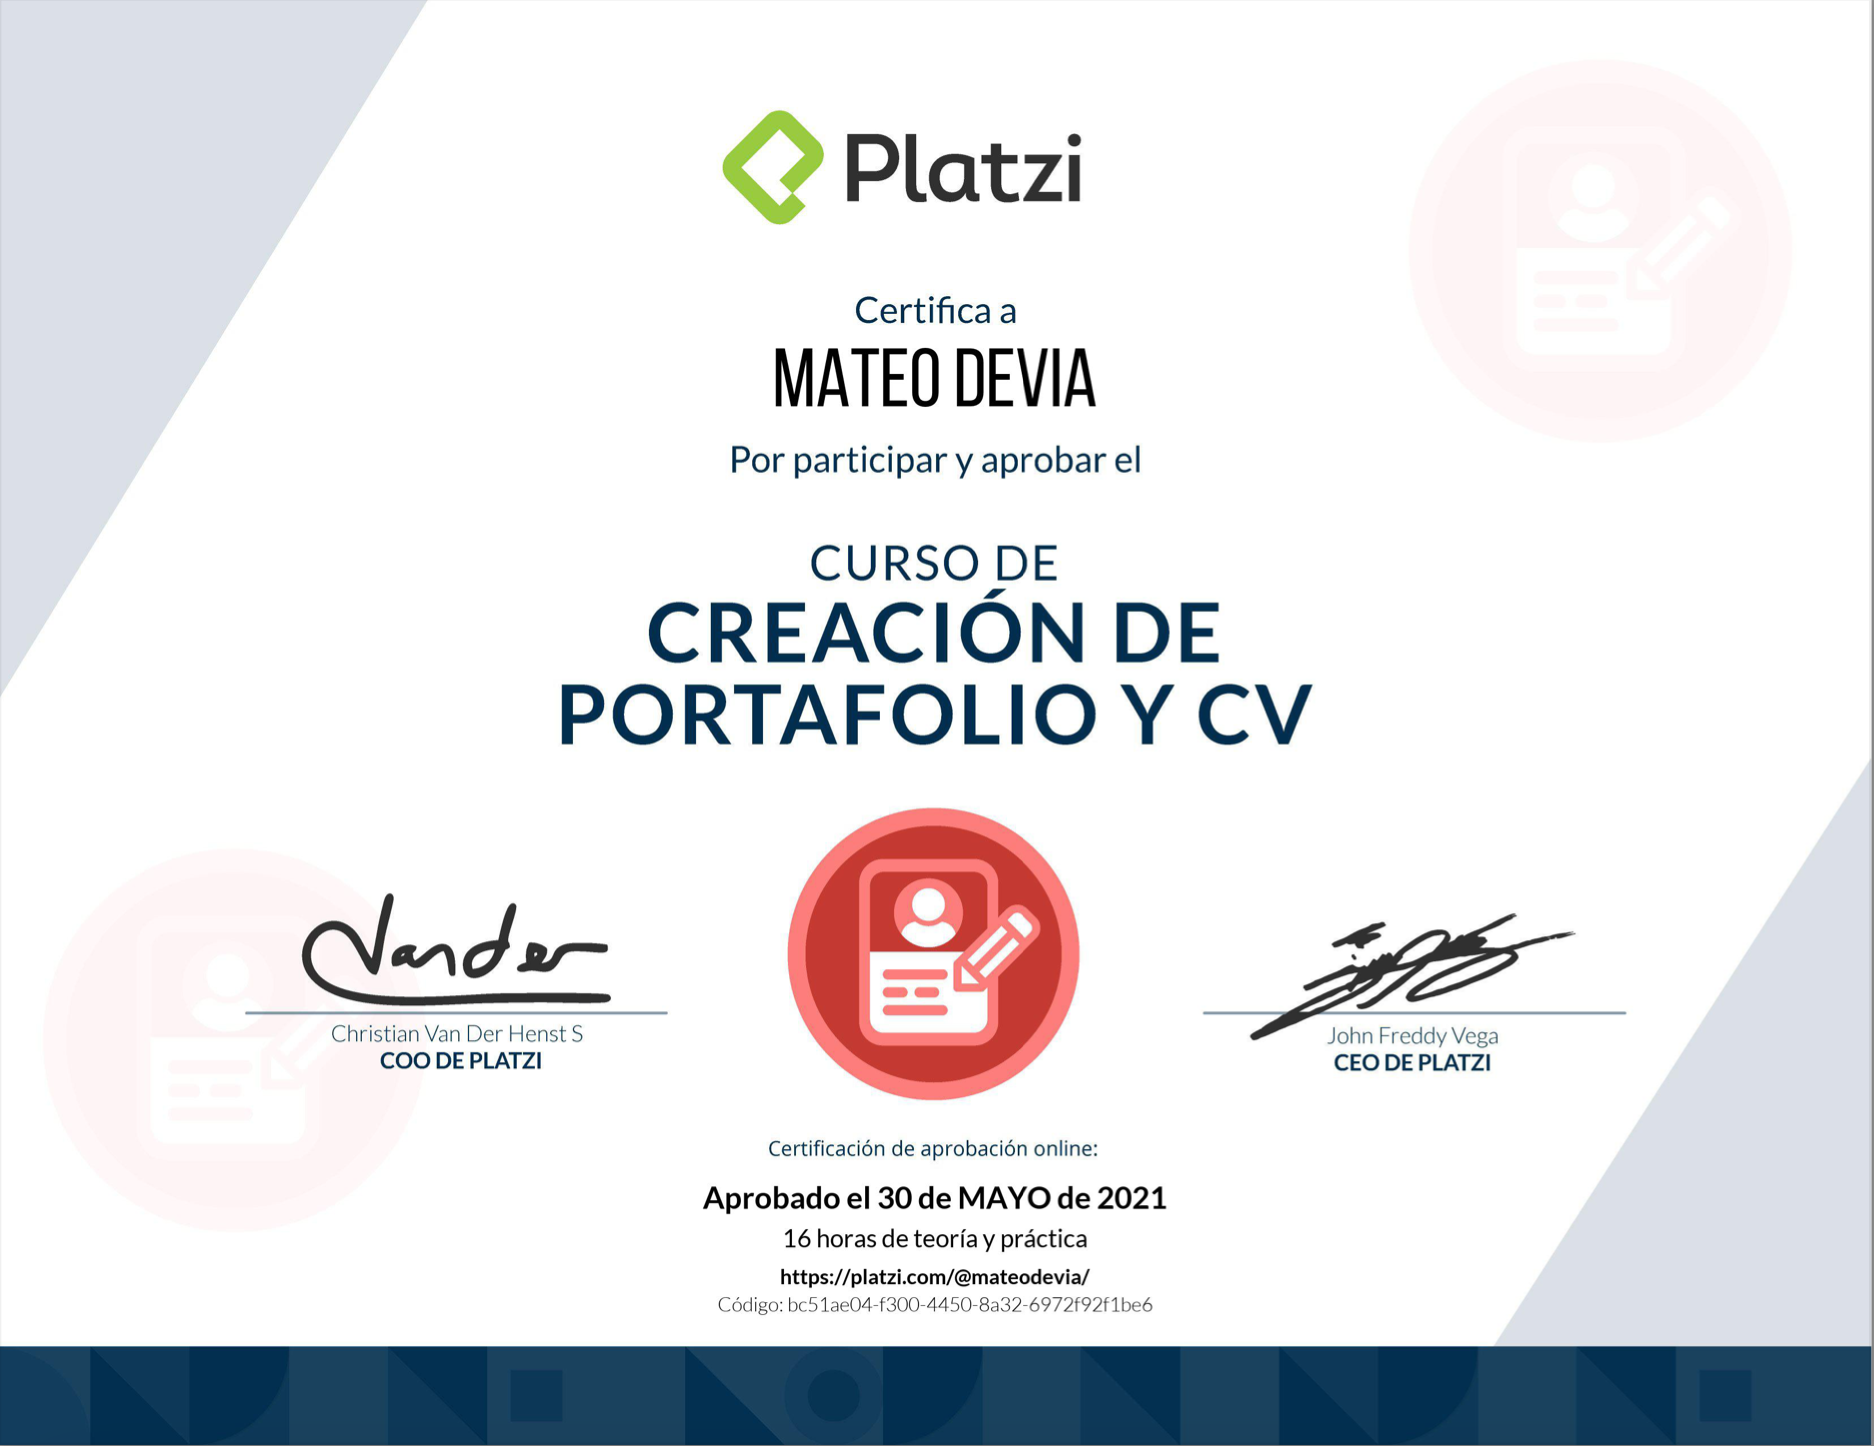 Platzi
Certifica a
MATEO DEVIA
Por participar y aprobar el
CURSO DE
CREACIÓN DE
PORTAFOLIO Y CV
Vander
Christian Van Der Henst S
COO DE PLATZI
John Freddy Vega
CEO DE PLATZI
Certificación de aprobación online:
Aprobado el 30 de MAYO de 2021
16 horas de teoría y práctica
https://platzi.com/@mateodevia/
Código: bc51ae04-f300-4450-8a32-6972f92f1be6